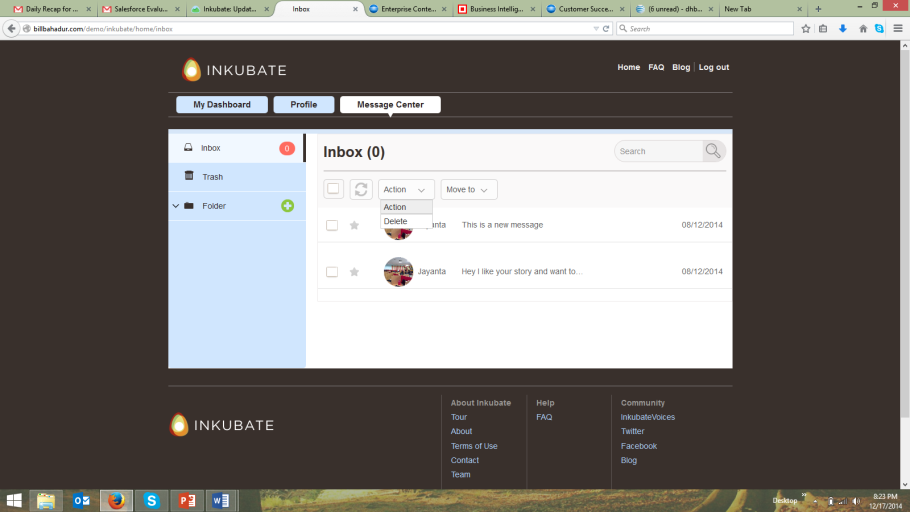 Daily Recap for ...
Salesforce Evalu...
Inkubate: Updat...
Inbox
Enterprise Conte...
Business Intellig...
Customer Succe...
(6 unread) - dhb...
New Tab
billbahadur.com/demo/inkubate/home/inbox
Search
INKUBATE
Home FAQ Blog Log out
My Dashboard Profile Message Center
Inbox 0
Trash
Folder
Inbox (0)
Search
Action Move to
Action
Delete
This is a new message 08/12/2014
Jayanta Hey I like your story and want to... 08/12/2014
INKUBATE
About Inkubate
Tour
About
Terms of Use
Contact
Team
Help
FAQ
Community
InkubateVoices
Twitter
Facebook
Blog
Desktop
8:23 PM
12/17/2014